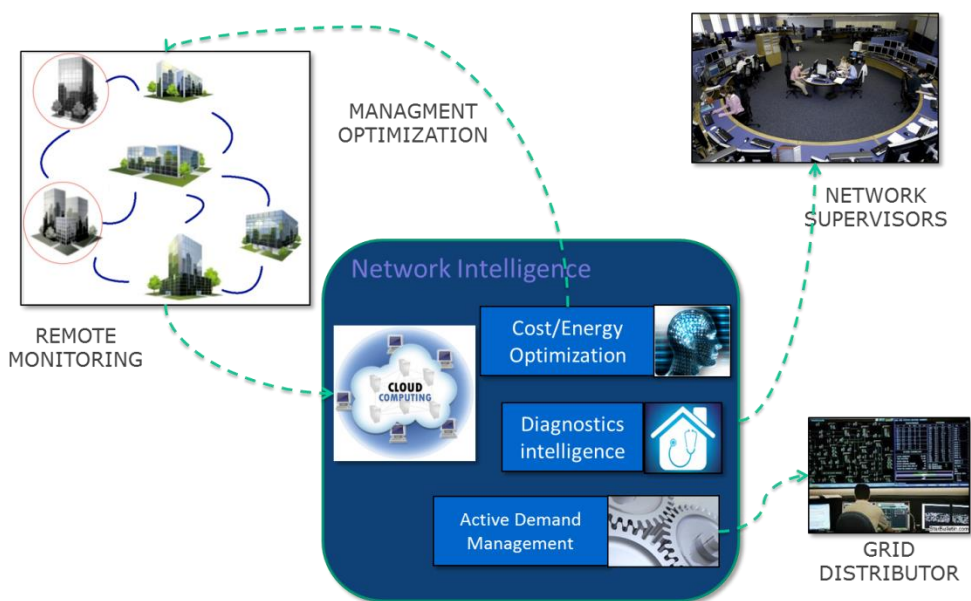 MANAGMENT
OPTIMIZATION
NETWORK
SUPERVISORS
REMOTE
MONITORING
Network Intelligence
CLOUD
COMPUTING
Cost/Energy
Optimization
Diagnostics
intelligence
Active Demand
Management
GRID
DISTRIBUTOR